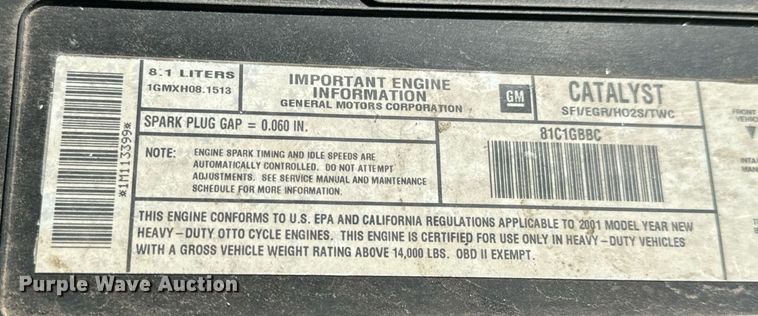 8.1 LITERS
1GMXH08.1513
IMPORTANT ENGINE
INFORMATION
GENERAL MOTORS CORPORATION
GM
CATALYST
SFI/EGR/HO2S/TWC
SPARK PLUG GAP = 0.060 IN.
81C1GBBC
NOTE: ENGINE SPARK TIMING AND IDLE SPEEDS ARE
AUTOMATICALLY CONTROLLED. DO NOT ATTEMPT
ADJUSTMENTS. SEE SERVICE MANUAL AND MAINTENANCE
SCHEDULE FOR MORE INFORMATION.
*1M113399*
THIS ENGINE CONFORMS TO U.S. EPA AND CALIFORNIA REGULATIONS APPLICABLE TO 2001 MODEL YEAR NEW
HEAVY-DUTY OTTO CYCLE ENGINES. THIS ENGINE IS CERTIFIED FOR USE ONLY IN HEAVY-DUTY VEHICLES
WITH A GROSS VEHICLE WEIGHT RATING ABOVE 14,000 LBS. OBD II EXEMPT.
FRONT
VEHIC
INTA
MAN
Purple Wave Auction